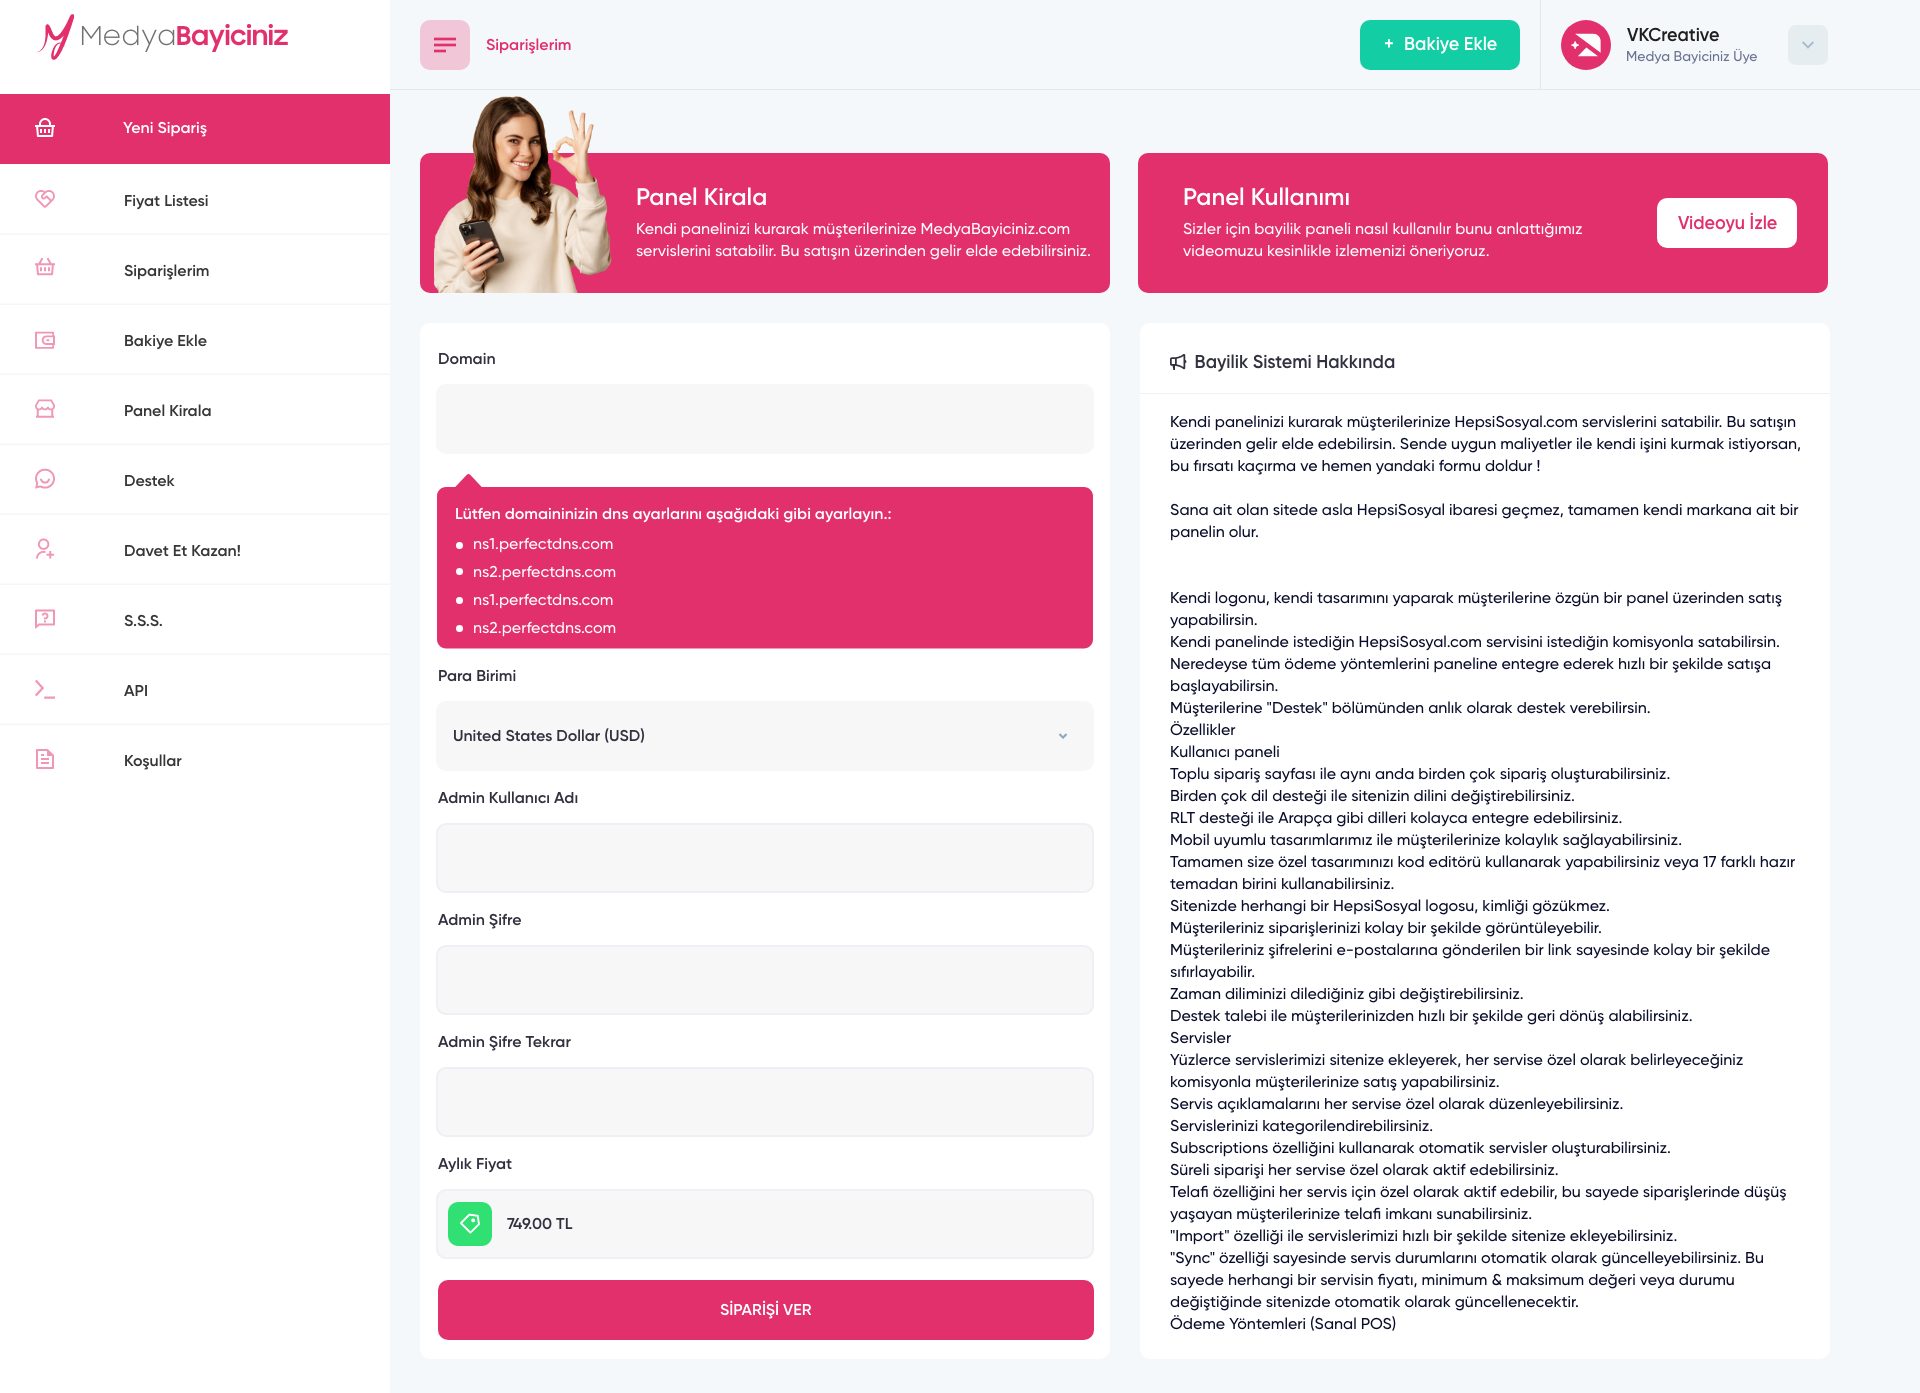 MedyaBayiciniz
Yeni Sipariş
Fiyat Listesi
Siparişlerim
Bakiye Ekle
Panel Kirala
Destek
Davet Et Kazan!
S.S.S.
API
Koşullar
Siparişlerim
+ Bakiye Ekle
VKCreative
Medya Bayiciniz Üye
Panel Kirala
Kendi panelinizi kurarak müşterilerinize MedyaBayiciniz.com
servislerini satabilir. Bu satışın üzerinden gelir elde edebilirsiniz.
Panel Kullanımı
Sizler için bayilik paneli nasıl kullanılır bunu anlattığımız
videomuzu kesinlikle izlemenizi öneriyoruz.
Videoyu İzle
Domain
Lütfen domaininizin dns ayarlarını aşağıdaki gibi ayarlayın.:
ns1.perfectdns.com
ns2.perfectdns.com
ns1.perfectdns.com
ns2.perfectdns.com
Para Birimi
United States Dollar (USD)
Admin Kullanıcı Adı
Admin Şifre
Admin Şifre Tekrar
Aylık Fiyat
749.00 TL
SİPARİŞİ VER
Bayilik Sistemi Hakkında
Kendi panelinizi kurarak müşterilerinize HepsiSosyal.com servislerini satabilir. Bu satışın
üzerinden gelir elde edebilirsin. Sende uygun maliyetler ile kendi işini kurmak istiyorsan,
bu fırsatı kaçırma ve hemen yandaki formu doldur !
Sana ait olan sitede asla HepsiSosyal ibaresi geçmez, tamamen kendi markana ait bir
panelin olur.
Kendi logonu, kendi tasarımını yaparak müşterilerine özgün bir panel üzerinden satış
yapabilirsin.
Kendi panelinde istediğin HepsiSosyal.com servisini istediğin komisyonla satabilirsin.
Neredeyse tüm ödeme yöntemlerini paneline entegre ederek hızlı bir şekilde satışa
başlayabilirsin.
Müşterilerine "Destek" bölümünden anlık olarak destek verebilirsin.
Özellikler
Kullanıcı paneli
Toplu sipariş sayfası ile aynı anda birden çok sipariş oluşturabilirsiniz.
Birden çok dil desteği ile sitenizin dilini değiştirebilirsiniz.
RLT desteği ile Arapça gibi dilleri kolayca entegre edebilirsiniz.
Mobil uyumlu tasarımlarımız ile müşterilerinize kolaylık sağlayabilirsiniz.
Tamamen size özel tasarımınızı kod editörü kullanarak yapabilirsiniz veya 17 farklı hazır
temadan birini kullanabilirsiniz.
Sitenizde herhangi bir HepsiSosyal logosu, kimliği gözükmez.
Müşterileriniz siparişlerinizi kolay bir şekilde görüntüleyebilir.
Müşterileriniz şifrelerini e-postalarına gönderilen bir link sayesinde kolay bir şekilde
sıfırlayabilir.
Zaman diliminizi dilediğiniz gibi değiştirebilirsiniz.
Destek talebi ile müşterilerinizden hızlı bir şekilde geri dönüş alabilirsiniz.
Servisler
Yüzlerce servislerimizi sitenize ekleyerek, her servise özel olarak belirleyeceğiniz
komisyonla müşterilerinize satış yapabilirsiniz.
Servis açıklamalarını her servise özel olarak düzenleyebilirsiniz.
Servislerinizi kategorilendirebilirsiniz.
Subscriptions özelliğini kullanarak otomatik servisler oluşturabilirsiniz.
Süreli siparişi her servise özel olarak aktif edebilirsiniz.
Telafi özelliğini her servis için özel olarak aktif edebilir, bu sayede siparişlerinde düşüş
yaşayan müşterilerinize telafi imkanı sunabilirsiniz.
"Import" özelliği ile servislerimizi hızlı bir şekilde sitenize ekleyebilirsiniz.
"Sync" özelliği sayesinde servis durumlarını otomatik olarak güncelleyebilirsiniz. Bu
sayede herhangi bir servisin fiyatı, minimum & maksimum değeri veya durumu
değiştiğinde sitenizde otomatik olarak güncellenecektir.
Ödeme Yöntemleri (Sanal POS)